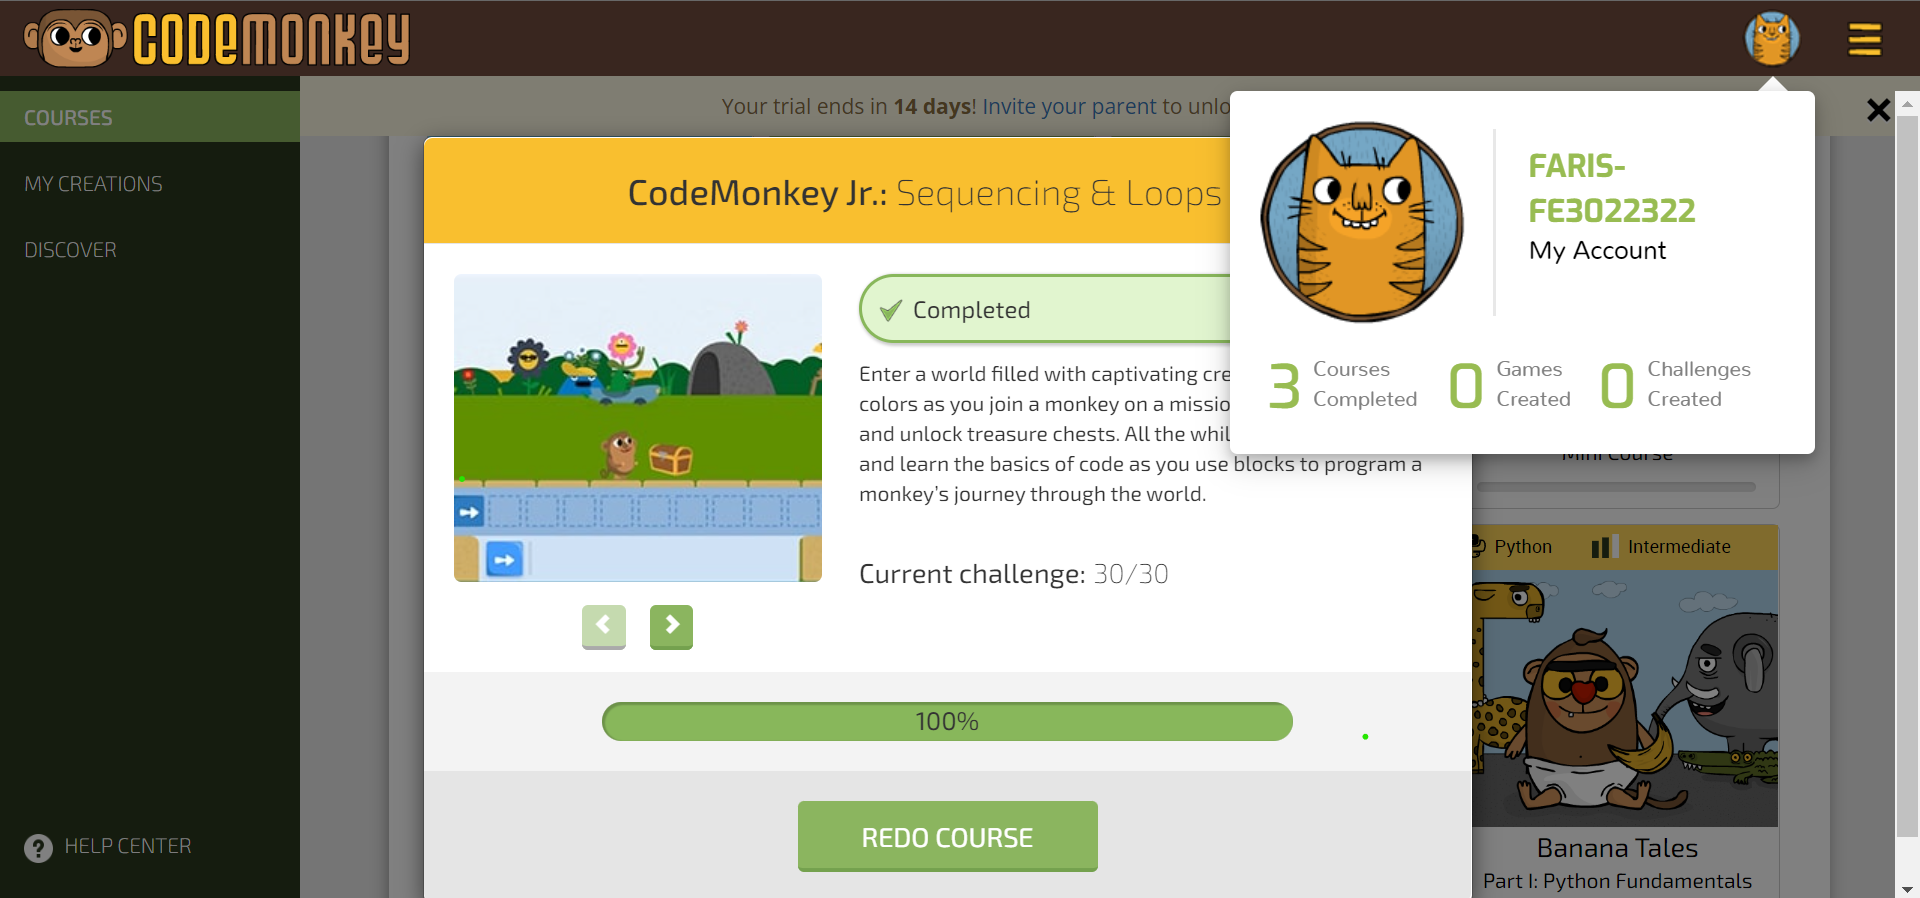 CODEMONKEY
COURSES
MY CREATIONS
DISCOVER
HELP CENTER
Your trial ends in 14 days! Invite your parent to unlo
CodeMonkey Jr.: Sequencing & Loops
Completed
Enter a world filled with captivating cre
colors as you join a monkey on a missio
and unlock treasure chests. All the whil
and learn the basics of code as you use blocks to program a
monkey's journey through the world.
Current challenge: 30/30
100%
REDO COURSE
FARIS-
FE3022322
My Account
3 Courses Completed
0 Games Created
0 Challenges Created
Mini Course
Python Intermediate
Banana Tales
Part I: Python Fundamentals